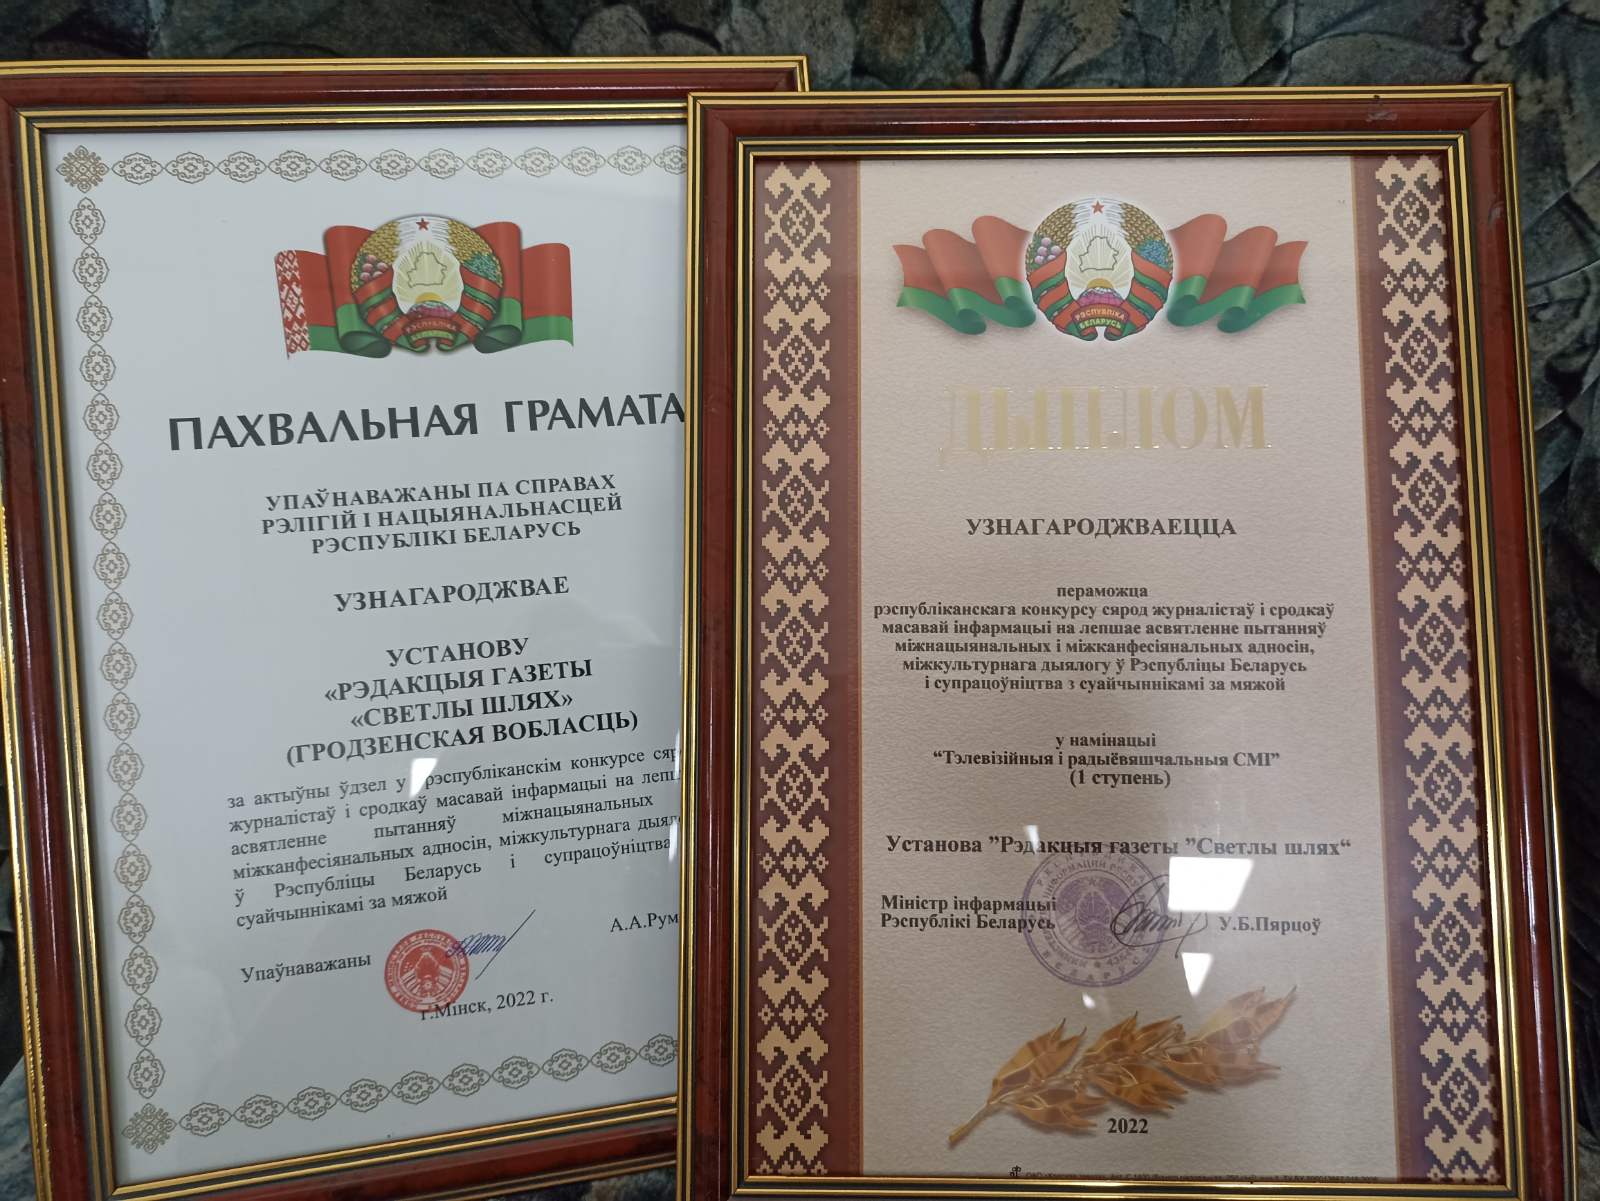 РЭСПУБЛІКА
БЕЛАРУСЬ
ПАХВАЛЬНАЯ ГРАМАТА
УПАЎНАВАЖАНЫ ПА СПРАВАХ
РЭЛІГІЙ І НАЦЫЯНАЛЬНАСЦЕЙ
РЭСПУБЛІКІ БЕЛАРУСЬ
УЗНАГАРОДЖВАЕ
УСТАНОВУ
«РЭДАКЦЫЯ ГАЗЕТЫ
«СВЕТЛЫ ШЛЯХ»
(ГРОДЗЕНСКАЯ ВОБЛАСЦЬ)
за актыўны ўдзел у рэспубліканскім конкурсе
журналістаў і сродкаў масавай інфармацыі на
асвятленне пытанняў міжнацыянальных
міжканфесіянальных адносін, міжкультурнага
ў Рэспубліцы Беларусь і супрацоўніцтва
суайчыннікамі за мяжой
Упаўнаважаны
А.А.Рум
г.Мінск, 2022 г.
РЭСПУБЛІКА
БЕЛАРУСЬ
ДЫПЛОМ
УЗНАГАРОДЖВАЕЦЦА
пераможца
рэспубліканскага конкурсу сярод журналістаў і сродкаў
масавай інфармацыі на лепшае асвятленне пытанняў
міжнацыянальных і міжканфесіянальных адносін,
міжкультурнага дыялогу ў Рэспубліцы Беларусь
і супрацоўніцтва з суайчыннікамі за мяжой
у намінацыі
“Тэлевізійныя і радыёвяшчальныя СМІ”
(1 ступень)
Установа ”Рэдакцыя газеты ”Светлы шлях“
Міністр інфармацыі
Рэспублікі Беларусь
У.Б.Пярцоў
2022